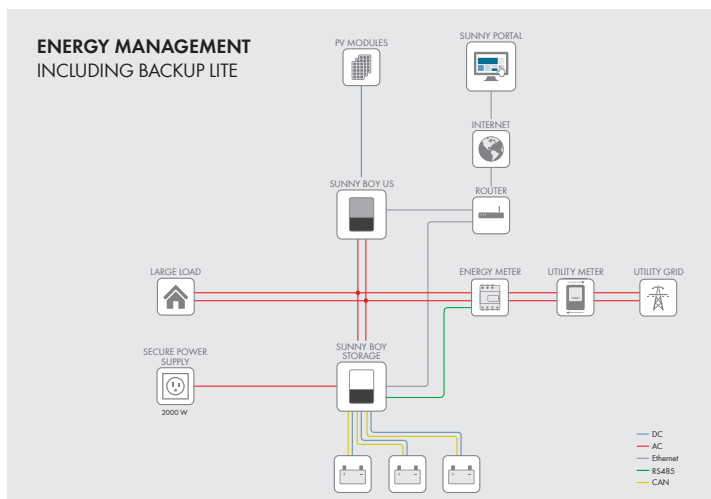 ENERGY MANAGEMENT
INCLUDING BACKUP LITE
PV MODULES
SUNNY PORTAL
INTERNET
SUNNY BOY US
ROUTER
LARGE LOAD
ENERGY METER
UTILITY METER
UTILITY GRID
SECURE POWER
SUPPLY
2000 W
SUNNY BOY
STORAGE
DC
AC
Ethernet
RS485
CAN